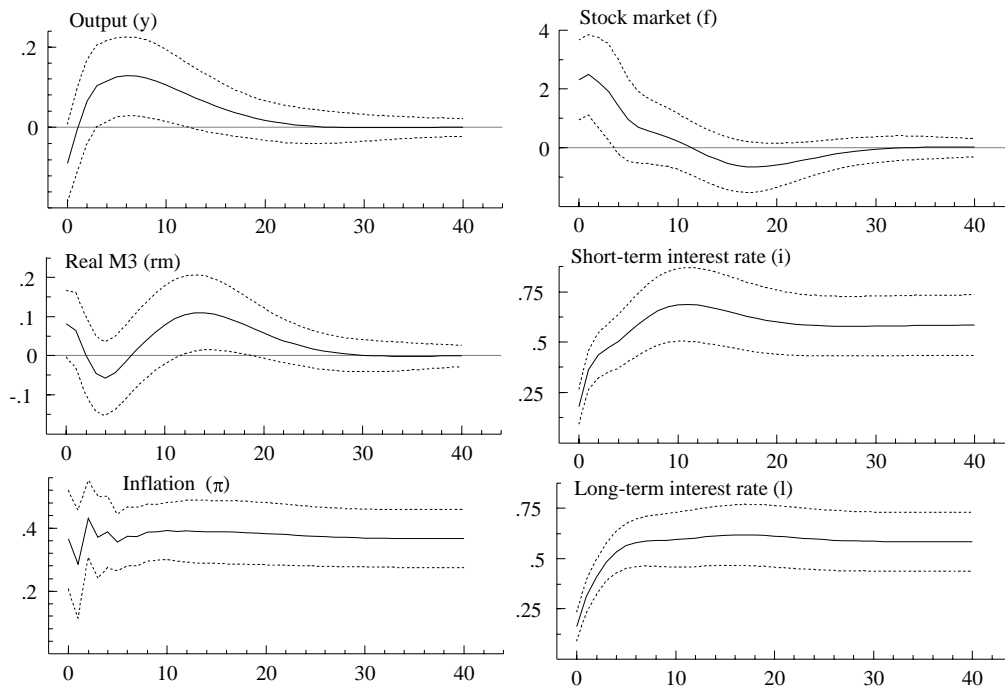 Output (y)
.2
0
0 10 20 30 40
Stock market (f)
4
2
0
0 10 20 30 40
Real M3 (rm)
.2
.1
0
-.1
0 10 20 30 40
Short-term interest rate (i)
.75
.5
.25
0 10 20 30 40
Inflation (π)
.4
.2
0 10 20 30 40
Long-term interest rate (l)
.75
.5
.25
0 10 20 30 40